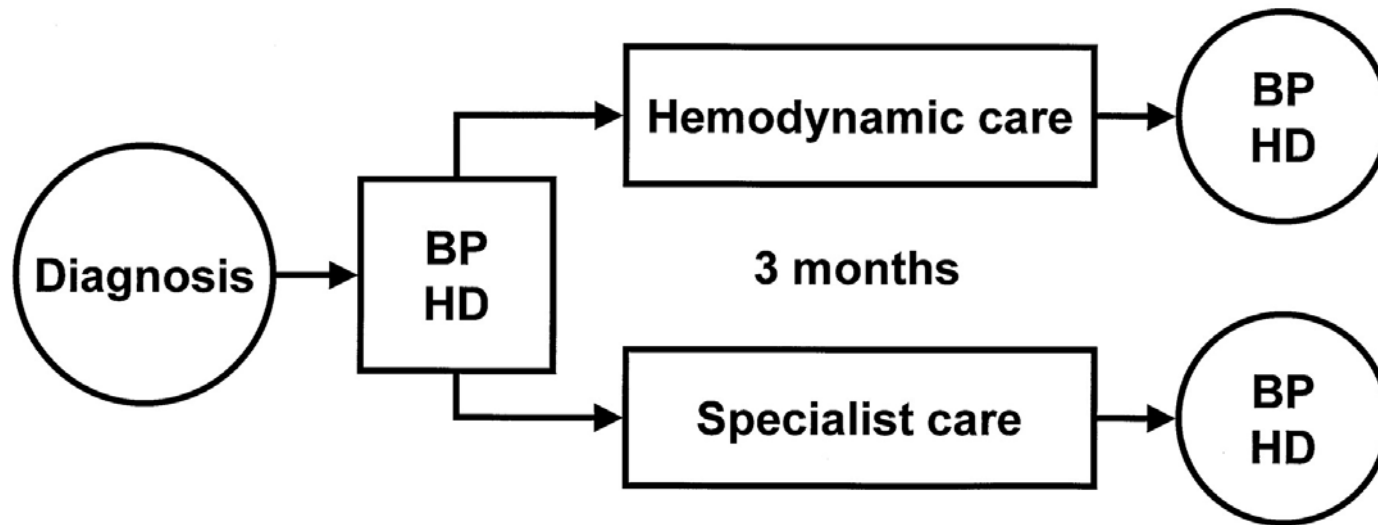 Diagnosis
BP
HD
Hemodynamic care
BP
HD
3 months
Specialist care
BP
HD